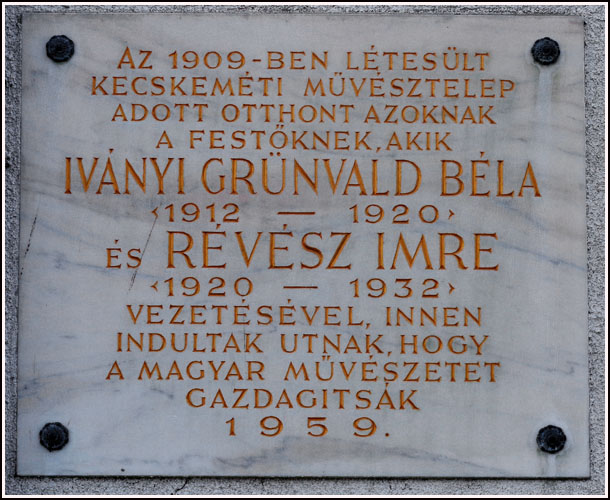 AZ 1909-BEN LÉTESÜLT
KECSKEMÉTI MŰVÉSZTELEP
ADOTT OTTHONT AZOKNAK
A FESTŐKNEK, AKIK
IVÁNYI GRÜNVALD BÉLA
‹1912 — 1920›
ÉS RÉVÉSZ IMRE
‹1920 — 1932›
VEZETÉSÉVEL, INNEN
INDULTAK UTNAK, HOGY
A MAGYAR MŰVÉSZETET
GAZDAGITSÁK
1959.